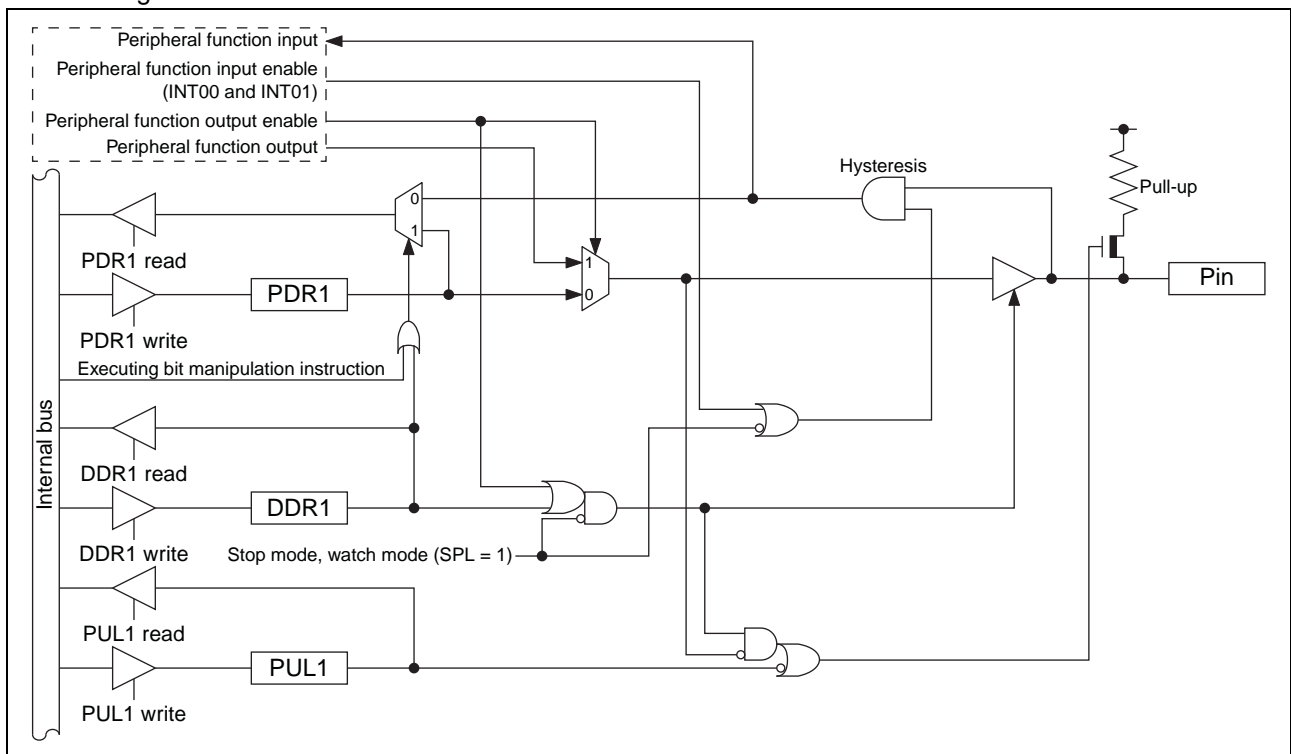 Peripheral function input
Peripheral function input enable
(INT00 and INT01)
Peripheral function output enable
Peripheral function output
Hysteresis
Pull-up
0
1
PDR1 read
1
0
PDR1
Pin
PDR1 write
Executing bit manipulation instruction
Internal bus
DDR1 read
DDR1
DDR1 write
Stop mode, watch mode (SPL = 1)
PUL1 read
PUL1
PUL1 write